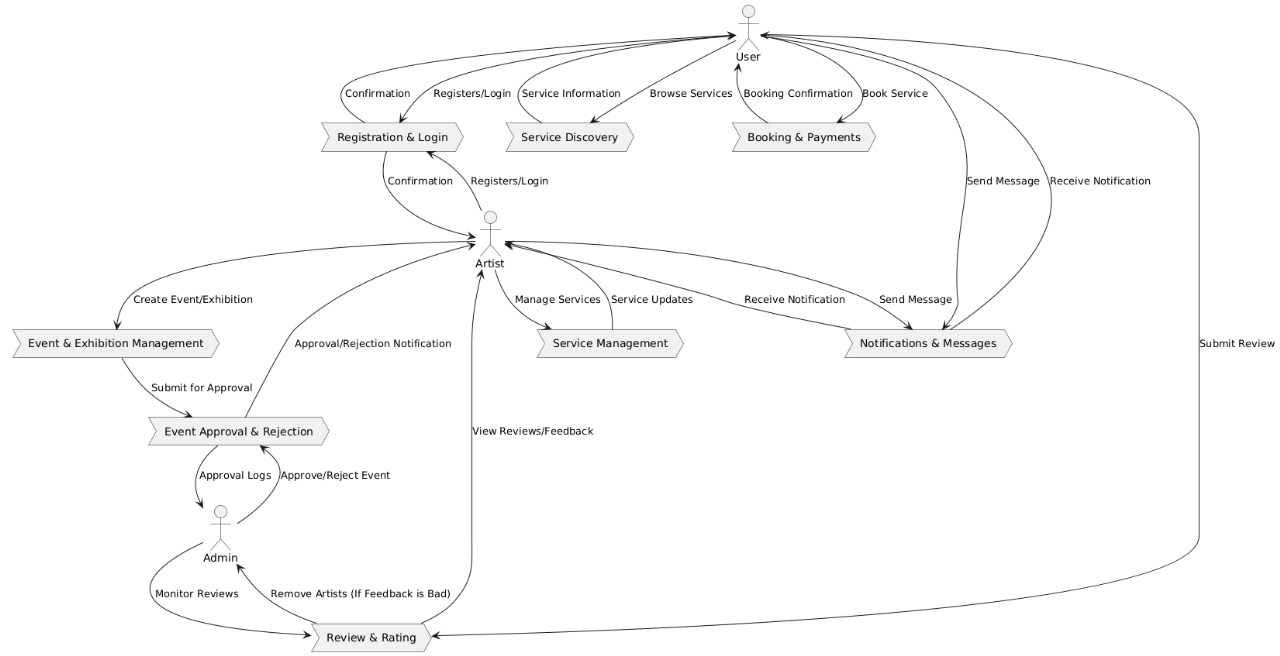 User
Confirmation
Registers/Login
Service Information
Browse Services
Booking Confirmation
Book Service
Registration & Login
Service Discovery
Booking & Payments
Confirmation
Registers/Login
Send Message
Receive Notification
Artist
Create Event/Exhibition
Manage Services
Service Updates
Receive Notification
Send Message
Event & Exhibition Management
Approval/Rejection Notification
Service Management
Notifications & Messages
Submit Review
Submit for Approval
Event Approval & Rejection
View Reviews/Feedback
Approval Logs
Approve/Reject Event
Admin
Monitor Reviews
Remove Artists (If Feedback is Bad)
Review & Rating